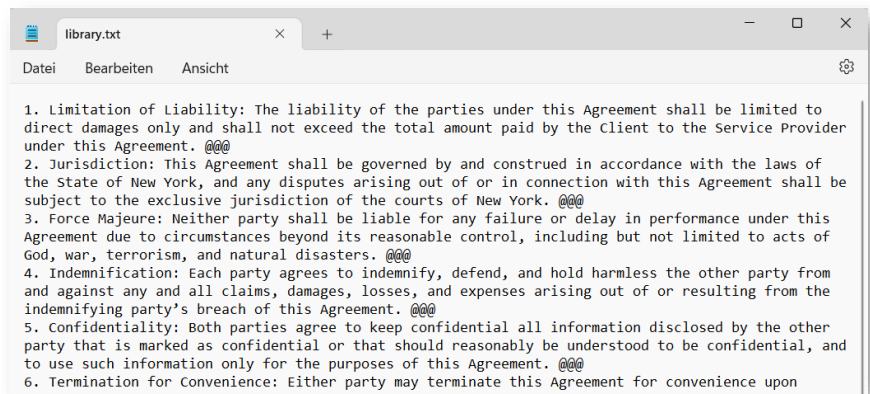 library.txt
Datei Bearbeiten Ansicht
1. Limitation of Liability: The liability of the parties under this Agreement shall be limited to
direct damages only and shall not exceed the total amount paid by the Client to the Service Provider
under this Agreement. @@@
2. Jurisdiction: This Agreement shall be governed by and construed in accordance with the laws of
the State of New York, and any disputes arising out of or in connection with this Agreement shall be
subject to the exclusive jurisdiction of the courts of New York. @@@
3. Force Majeure: Neither party shall be liable for any failure or delay in performance under this
Agreement due to circumstances beyond its reasonable control, including but not limited to acts of
God, war, terrorism, and natural disasters. @@@
4. Indemnification: Each party agrees to indemnify, defend, and hold harmless the other party from
and against any and all claims, damages, losses, and expenses arising out of or resulting from the
indemnifying party’s breach of this Agreement. @@@
5. Confidentiality: Both parties agree to keep confidential all information disclosed by the other
party that is marked as confidential or that should reasonably be understood to be confidential, and
to use such information only for the purposes of this Agreement. @@@
6. Termination for Convenience: Either party may terminate this Agreement for convenience upon